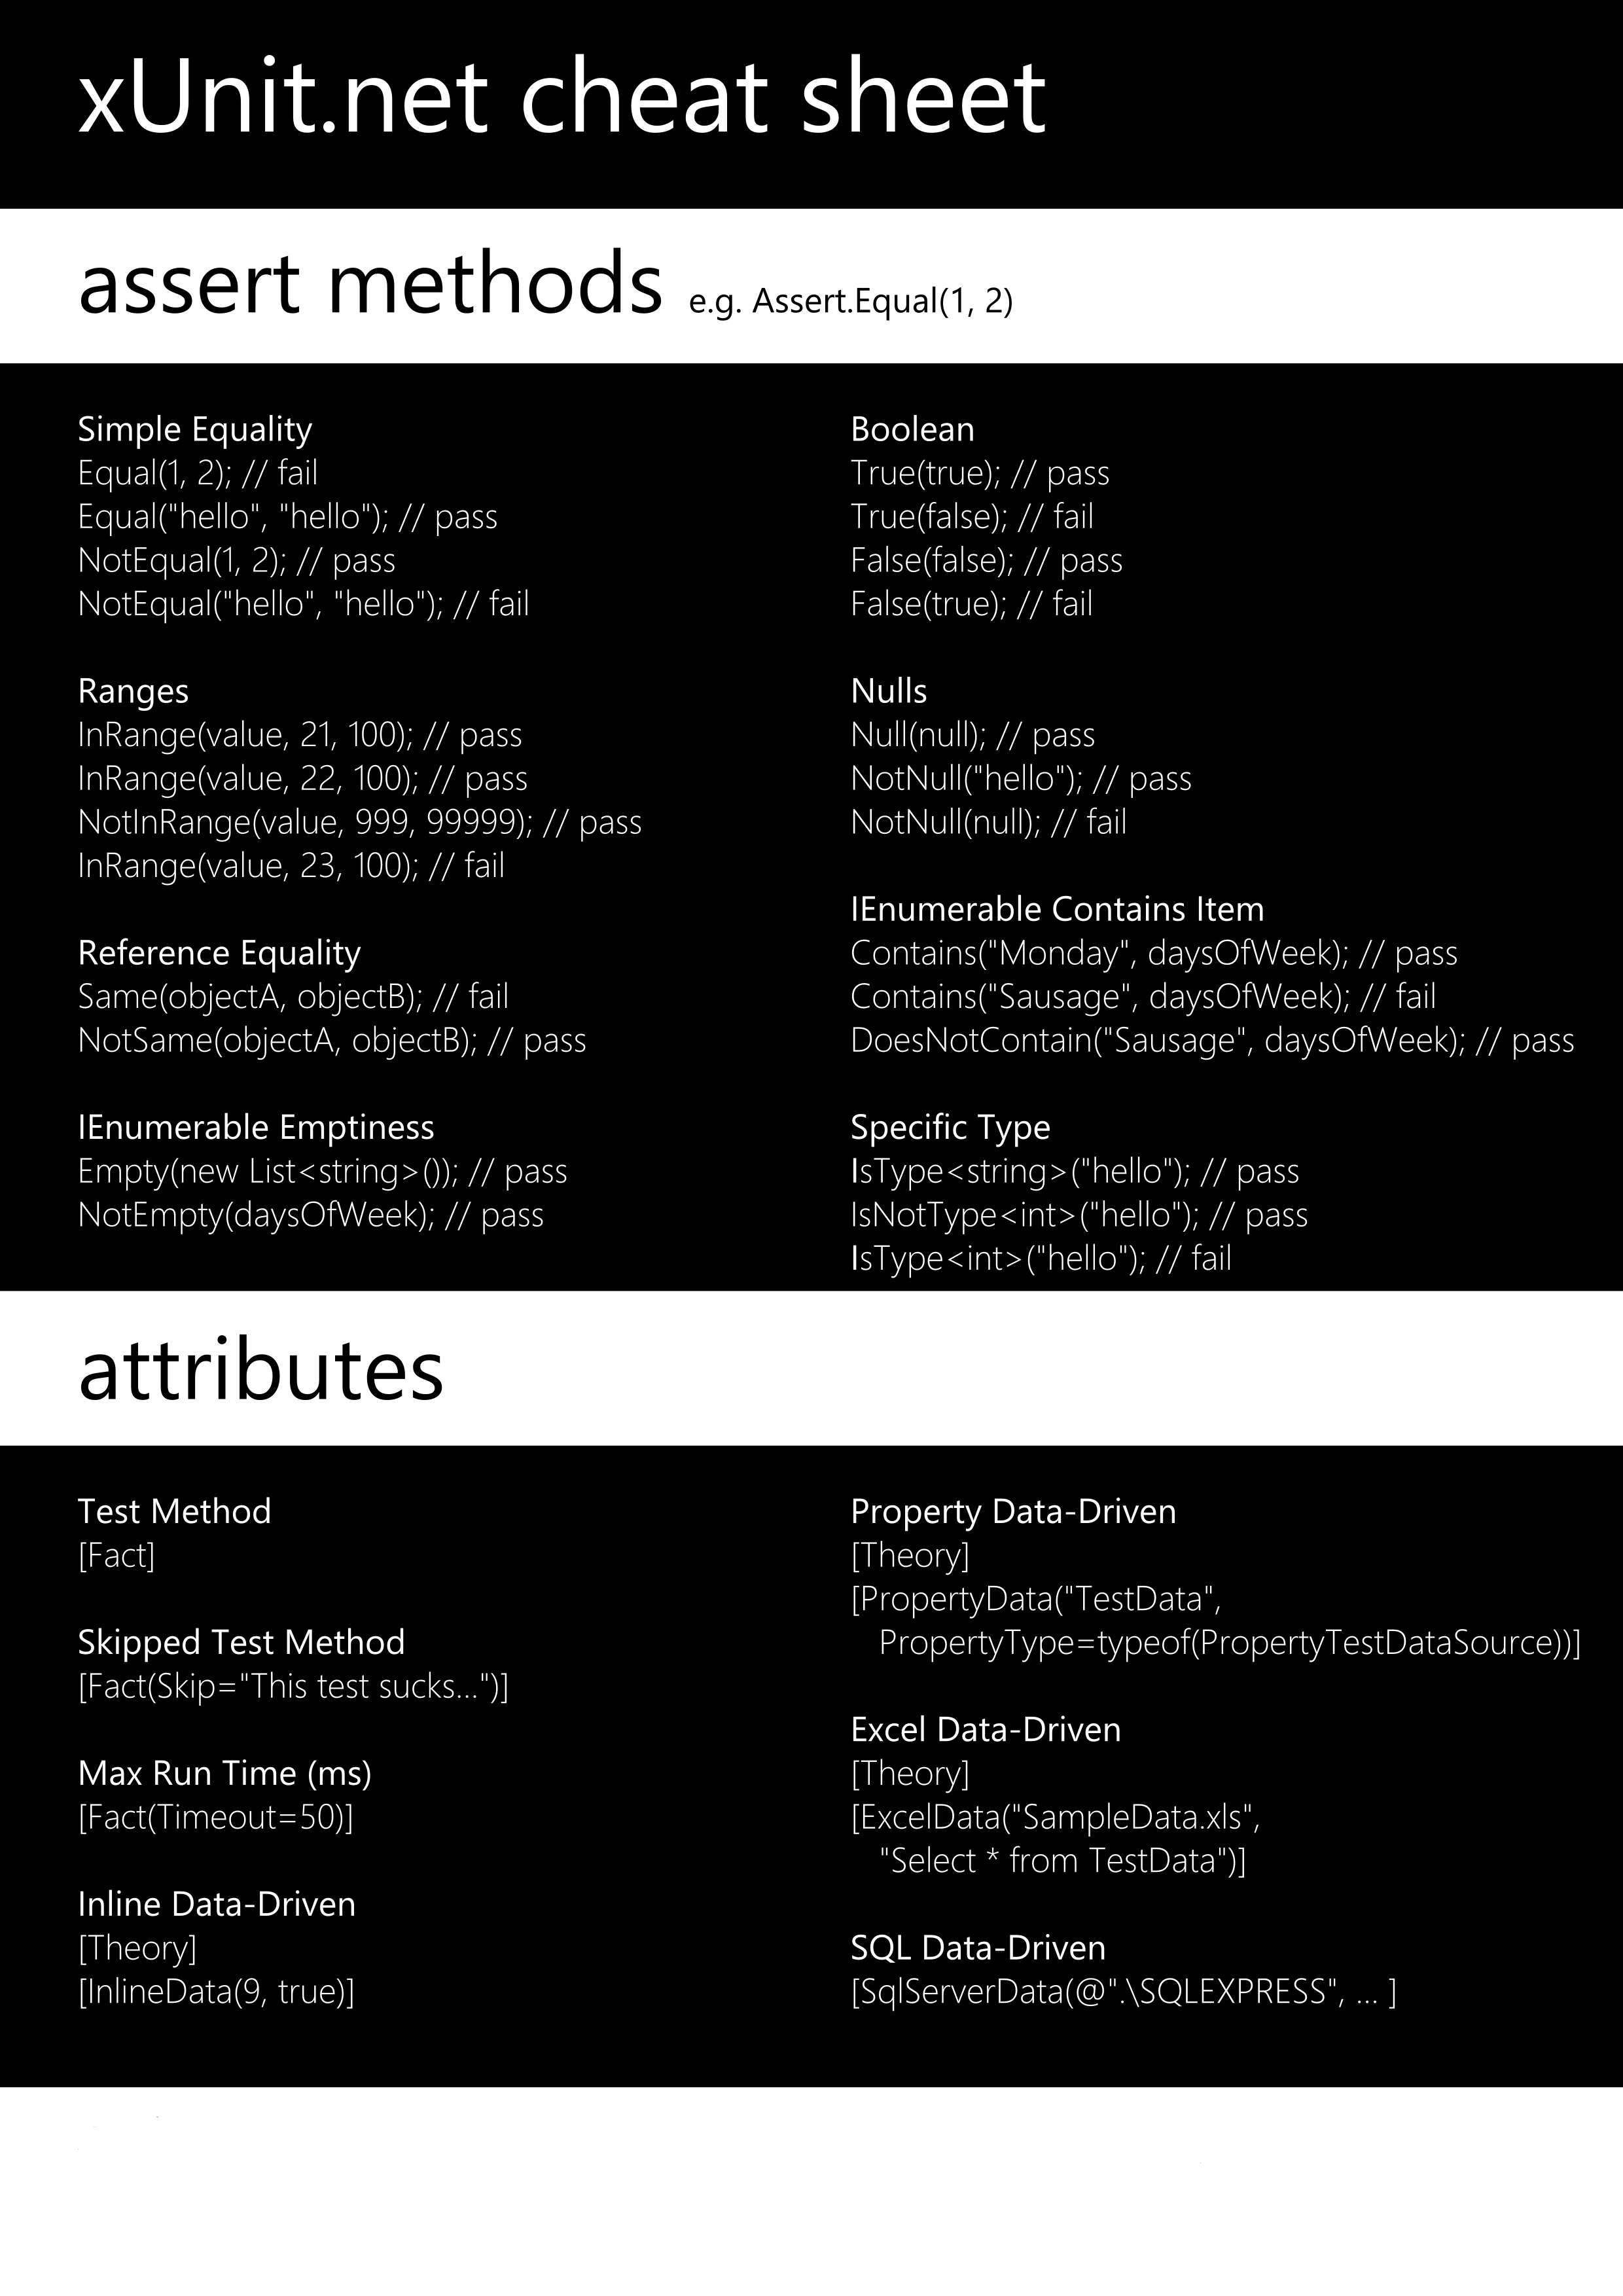 xUnit.net cheat sheet
assert methods e.g. Assert.Equal(1, 2)
Simple Equality
Equal(1, 2); // fail
Equal("hello", "hello"); // pass
NotEqual(1, 2); // pass
NotEqual("hello", "hello"); // fail
Ranges
InRange(value, 21, 100); // pass
InRange(value, 22, 100); // pass
NotInRange(value, 999, 99999); // pass
InRange(value, 23, 100); // fail
Reference Equality
Same(objectA, objectB); // fail
NotSame(objectA, objectB); // pass
IEnumerable Emptiness
Empty(new List<string>()); // pass
NotEmpty(daysOfWeek); // pass
Boolean
True(true); // pass
True(false); // fail
False(false); // pass
False(true); // fail
Nulls
Null(null); // pass
NotNull("hello"); // pass
NotNull(null); // fail
IEnumerable Contains Item
Contains("Monday", daysOfWeek); // pass
Contains("Sausage", daysOfWeek); // fail
DoesNotContain("Sausage", daysOfWeek); // pass
Specific Type
IsType<string>("hello"); // pass
IsNotType<int>("hello"); // pass
IsType<int>("hello"); // fail
attributes
Test Method
[Fact]
Skipped Test Method
[Fact(Skip="This test sucks...")]
Max Run Time (ms)
[Fact(Timeout=50)]
Inline Data-Driven
[Theory]
[InlineData(9, true)]
Property Data-Driven
[Theory]
[PropertyData("TestData",
PropertyType=typeof(PropertyTestDataSource))]
Excel Data-Driven
[Theory]
[ExcelData("SampleData.xls",
"Select * from TestData")]
SQL Data-Driven
[SqlServerData(@".\SQLEXPRESS", ... ]